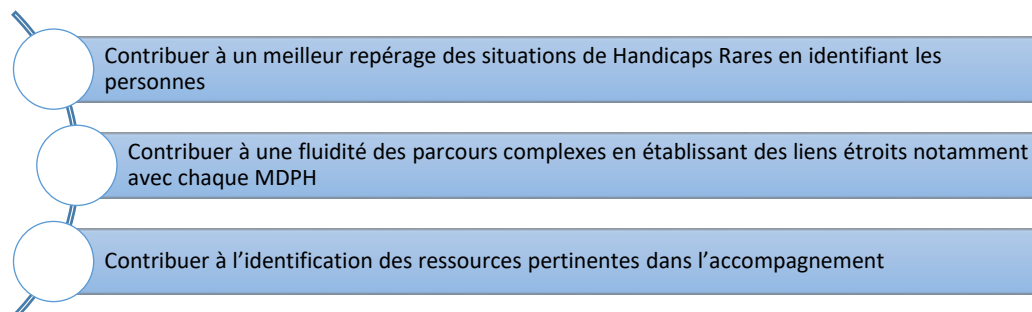 Contribuer à un meilleur repérage des situations de Handicaps Rares en identifiant les
personnes
Contribuer à une fluidité des parcours complexes en établissant des liens étroits notamment
avec chaque MDPH
Contribuer à l’identification des ressources pertinentes dans l’accompagnement